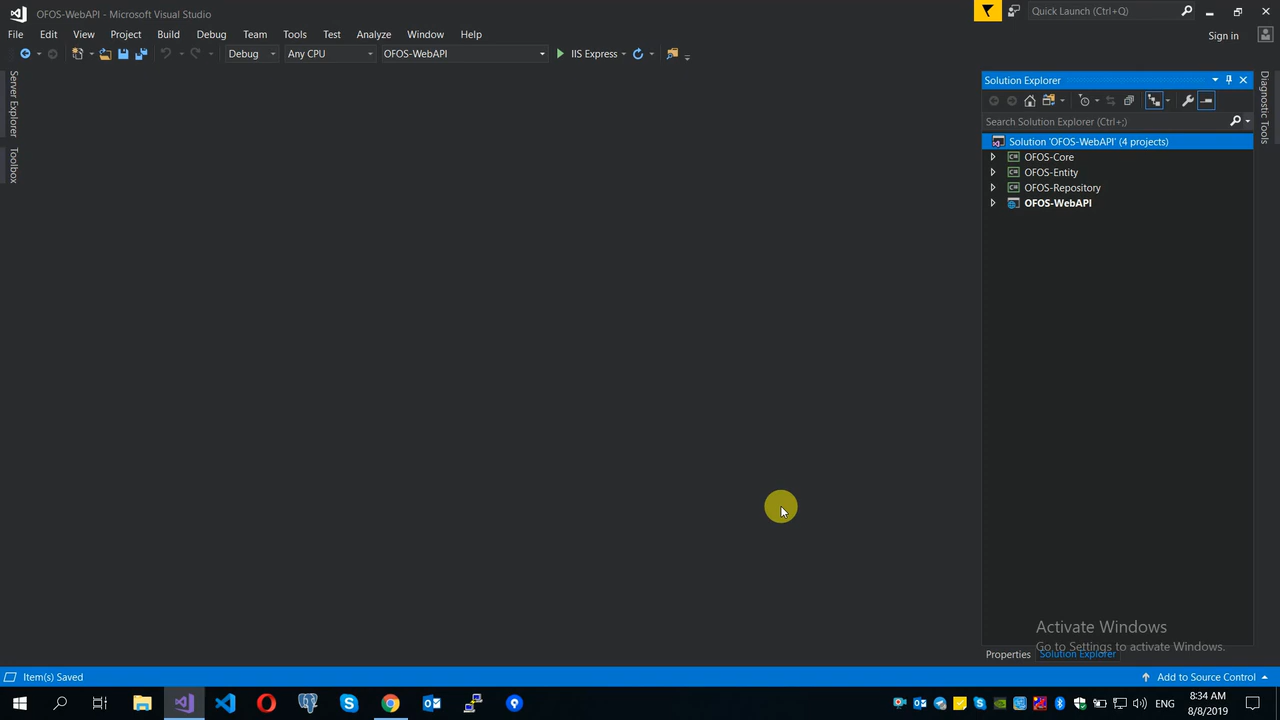 OFOS-WebAPI - Microsoft Visual Studio
Quick Launch (Ctrl+Q)
File Edit View Project Build Debug Team Tools Test Analyze Window Help
Sign in
Debug Any CPU OFOS-WebAPI IIS Express
Server Explorer
Toolbox
Solution Explorer
Search Solution Explorer (Ctrl+;)
Solution 'OFOS-WebAPI' (4 projects)
OFOS-Core
OFOS-Entity
OFOS-Repository
OFOS-WebAPI
Diagnostic Tools
Activate Windows
Go to Settings to activate Windows.
Properties Solution Explorer
Item(s) Saved
Add to Source Control
ENG
8:34 AM
8/8/2019